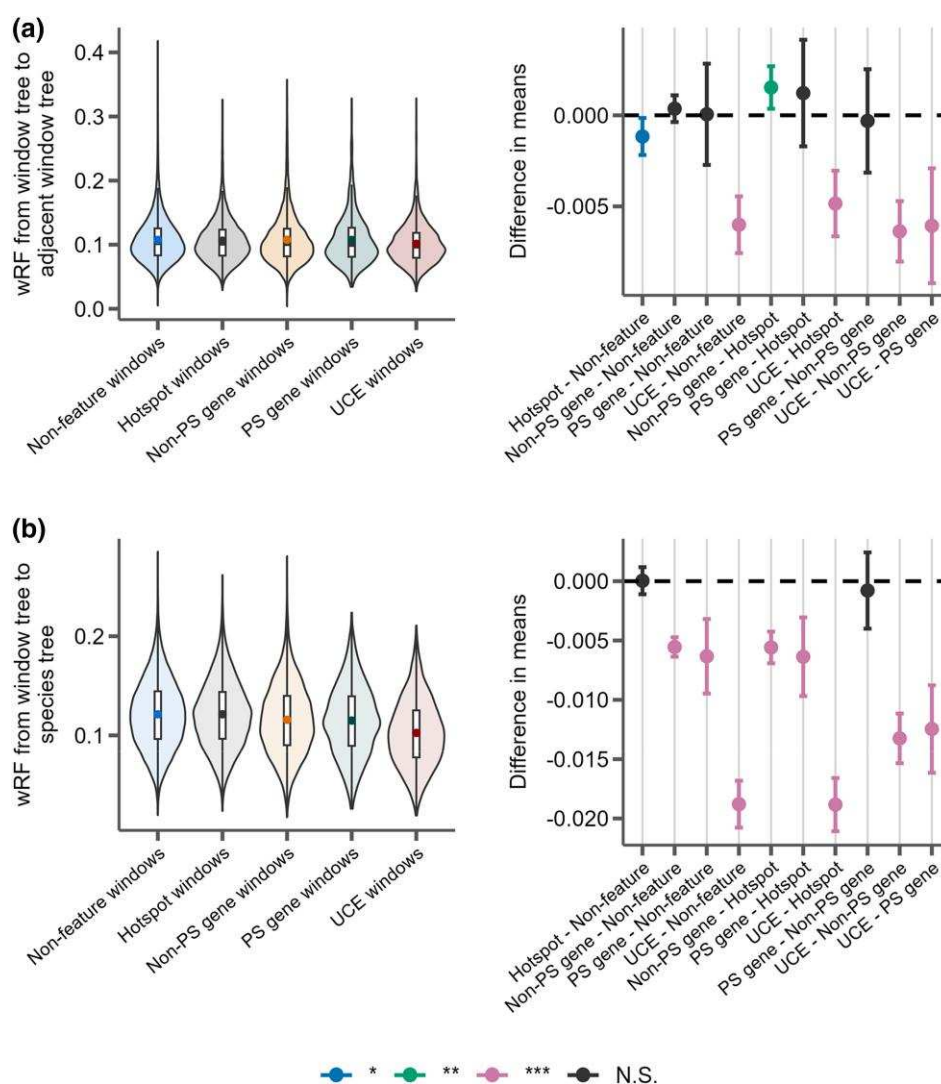 (a)
wRF from window tree to
adjacent window tree
0.4
0.3
0.2
0.1
0.0
Non-feature windows
Hotspot windows
Non-PS gene windows
PS gene windows
UCE windows
Difference in means
0.000
-0.005
Hotspot - Non-feature
Non-PS gene - Non-feature
PS gene - Non-feature
UCE - Non-feature
Non-PS gene - Hotspot
PS gene - Hotspot
UCE - Hotspot
PS gene - Non-PS gene
UCE - Non-PS gene
UCE - PS gene
(b)
wRF from window tree to
species tree
0.2
0.1
Non-feature windows
Hotspot windows
Non-PS gene windows
PS gene windows
UCE windows
Difference in means
0.000
-0.005
-0.010
-0.015
-0.020
Hotspot - Non-feature
Non-PS gene - Non-feature
PS gene - Non-feature
UCE - Non-feature
Non-PS gene - Hotspot
PS gene - Hotspot
UCE - Hotspot
PS gene - Non-PS gene
UCE - Non-PS gene
UCE - PS gene
* ** *** N.S.